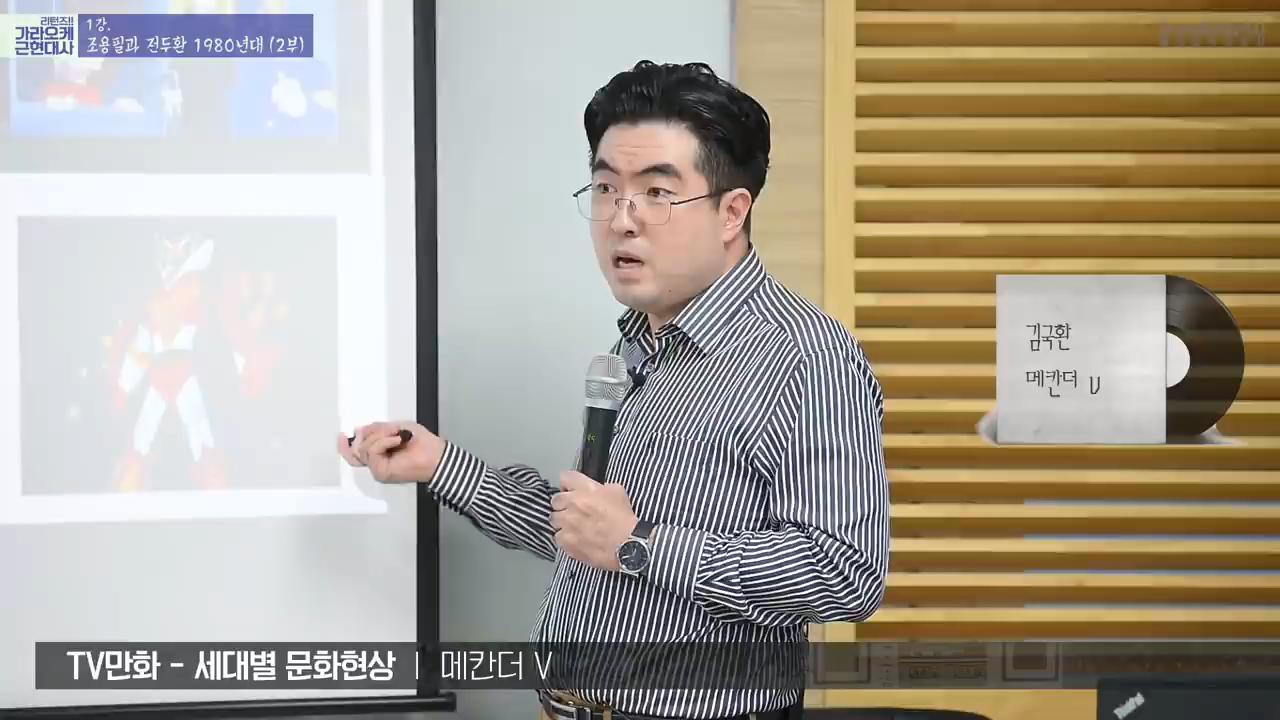 리턴즈!!
가라오케
근현대사
1강.
조용필과 전두환 1980년대 (2부)
김국환
메칸더 V
TV만화 - 세대별 문화현상 | 메칸더 V
ThinkPad